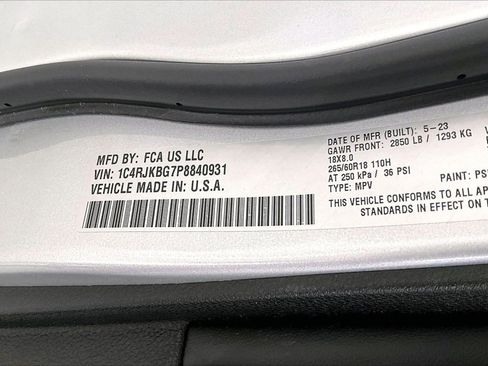 MFD BY: FCA US LLC
VIN: 1C4RJKBG7P8840931
VEHICLE MADE IN: U.S.A.
DATE OF MFR (BUILT): 5-23
GAWR FRONT: 2850 LB / 1293 KG
18X8.0
265/60R18 110H
AT 250 kPa / 36 PSI
TYPE: MPV
PAINT: PS
THIS VEHICLE CONFORMS TO ALL AP
STANDARDS IN EFFECT ON T